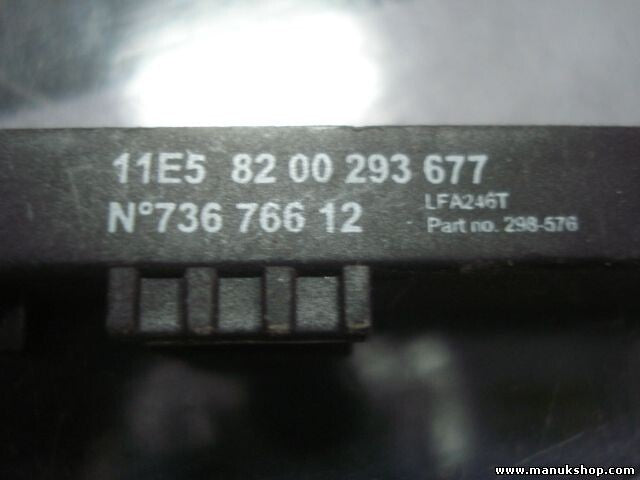 11E5 82 00 293 677
N°736 766 12
LFA246T
Part no. 298-576
www.manukshop.com